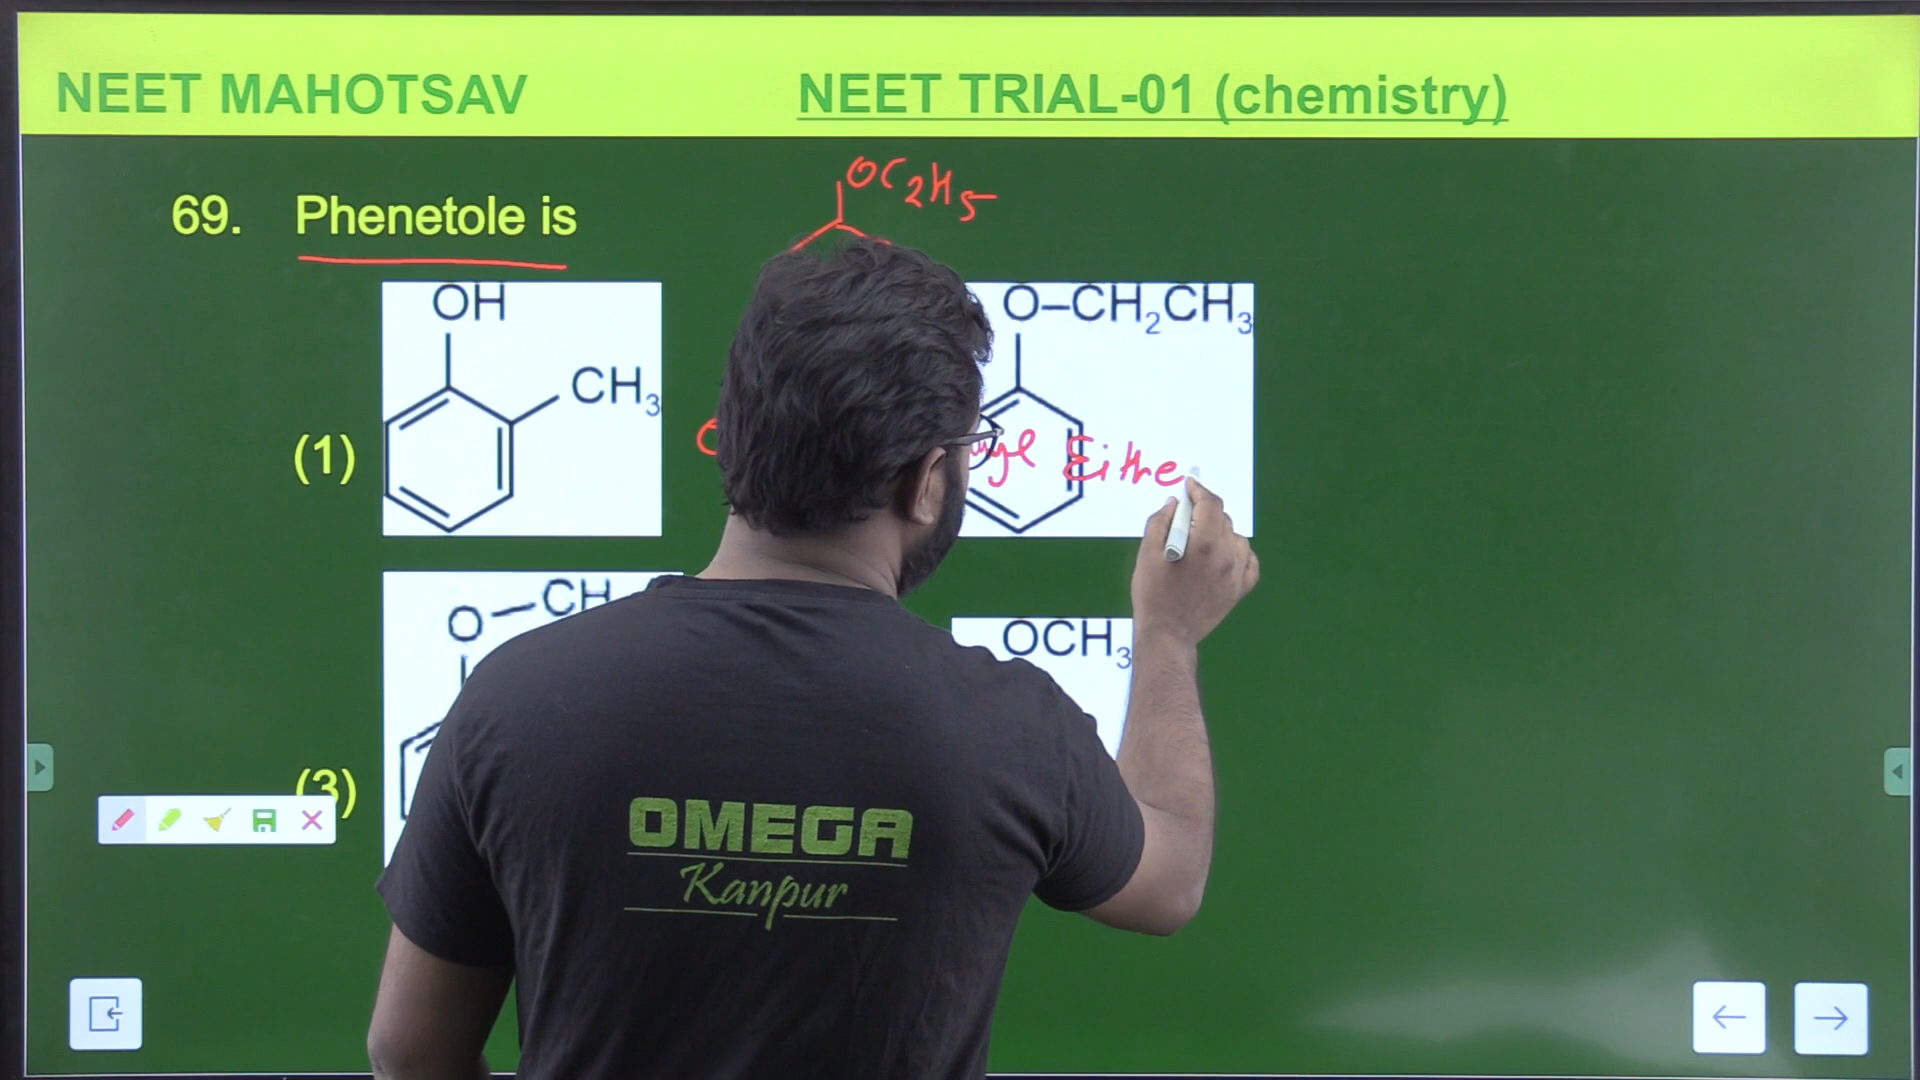 NEET MAHOTSAV
NEET TRIAL-01 (chemistry)
69. Phenetole is
OC2H5
(1)
OH
CH3
O–CH2CH3
Eithe
(3)
O–CH
OCH3
OMEGA
Kanpur